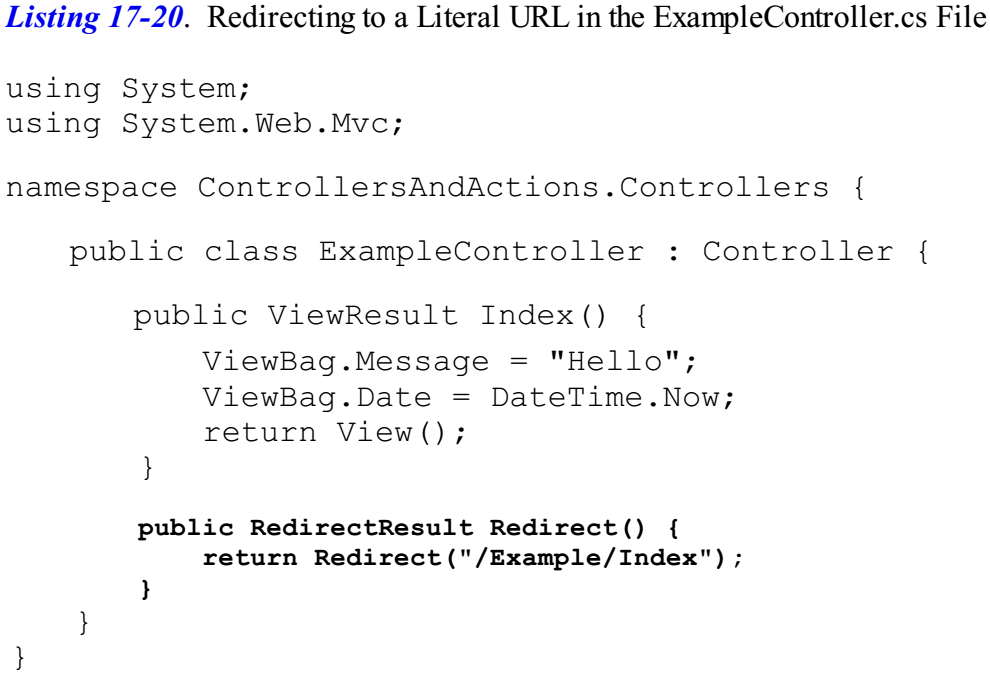 Listing 17-20. Redirecting to a Literal URL in the ExampleController.cs File
using System;
using System.Web.Mvc;
namespace ControllersAndActions.Controllers {
public class ExampleController : Controller {
public ViewResult Index() {
ViewBag.Message = "Hello";
ViewBag.Date = DateTime.Now;
return View();
}
public RedirectResult Redirect() {
return Redirect("/Example/Index");
}
}
}